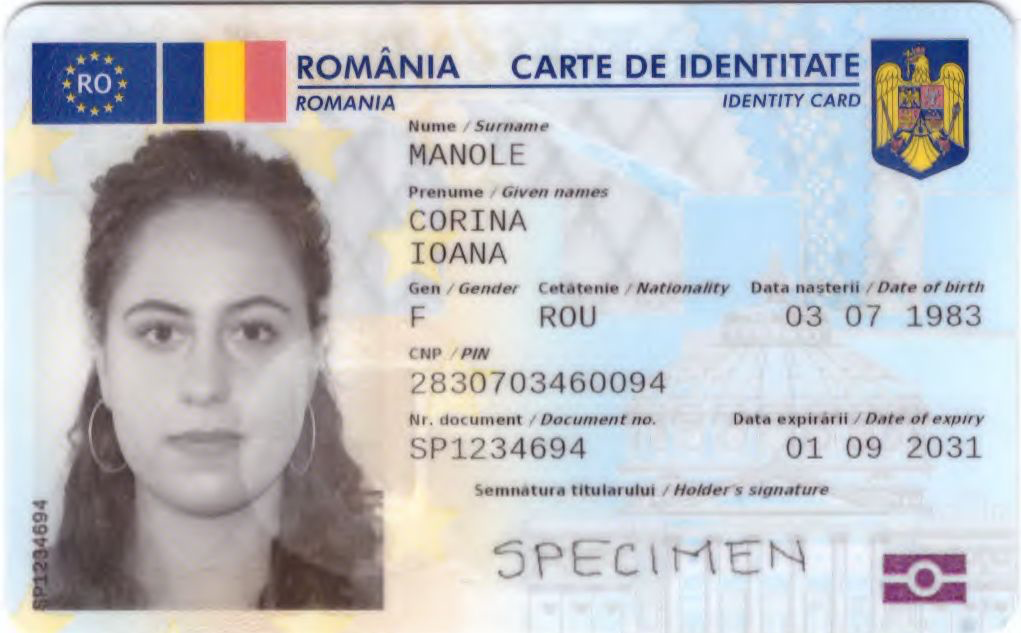 RO
ROMÂNIA CARTE DE IDENTITATE
ROMANIA IDENTITY CARD
Nume / Surname
MANOLE
Prenume / Given names
CORINA
IOANA
Gen / Gender Cetățenie / Nationality Data nașterii / Date of birth
F ROU 03 07 1983
CNP / PIN
2830703460094
Nr. document / Document no. Data expirării / Date of expiry
SP1234694 01 09 2031
Semnătura titularului / Holder's signature
SPECIMEN
SP1234694